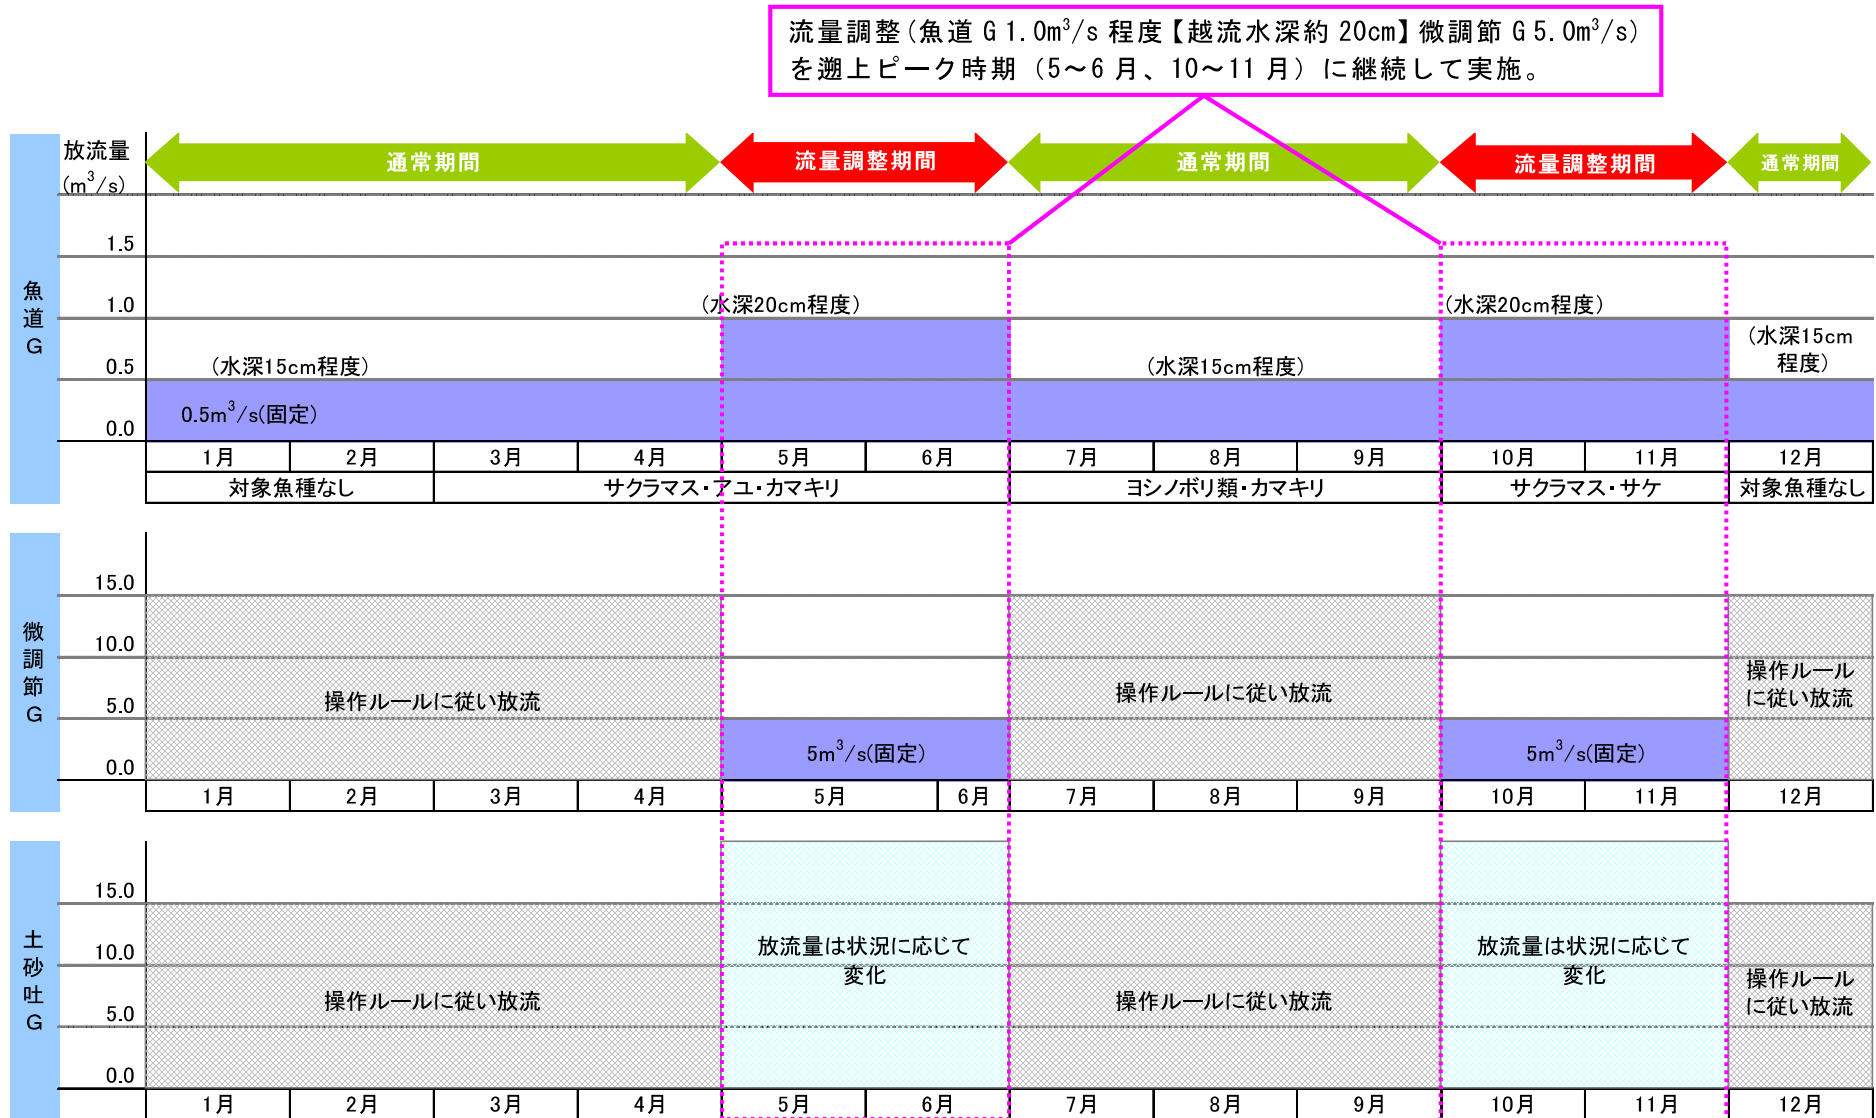 流量調整(魚道G1.0m³/s程度【越流水深約20cm】微調節G5.0m³/s)
を遡上ピーク時期（5～6月、10～11月）に継続して実施。
放流量
(m³/s)
通常期間
流量調整期間
通常期間
流量調整期間
通常期間
魚道G
1.5
1.0
0.5
0.0
(水深15cm程度)
(水深20cm程度)
(水深15cm程度)
(水深20cm程度)
(水深15cm
程度)
0.5m³/s(固定)
1月 2月 3月 4月 5月 6月 7月 8月 9月 10月 11月 12月
対象魚種なし サクラマス・アユ・カマキリ ヨシノボリ類・カマキリ サクラマス・サケ 対象魚種なし
微調節G
15.0
10.0
5.0
0.0
操作ルールに従い放流
5m³/s(固定)
操作ルールに従い放流
5m³/s(固定)
操作ルール
に従い放流
1月 2月 3月 4月 5月 6月 7月 8月 9月 10月 11月 12月
土砂吐G
15.0
10.0
5.0
0.0
操作ルールに従い放流
放流量は状況に応じて
変化
操作ルールに従い放流
放流量は状況に応じて
変化
操作ルール
に従い放流
1月 2月 3月 4月 5月 6月 7月 8月 9月 10月 11月 12月